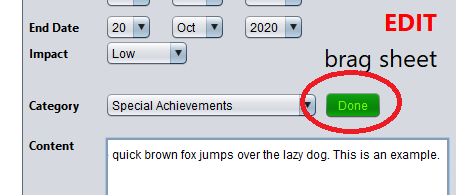 End Date 20 Oct 2020 EDIT
Impact Low brag sheet
Category Special Achievements Done
Content quick brown fox jumps over the lazy dog. This is an example.